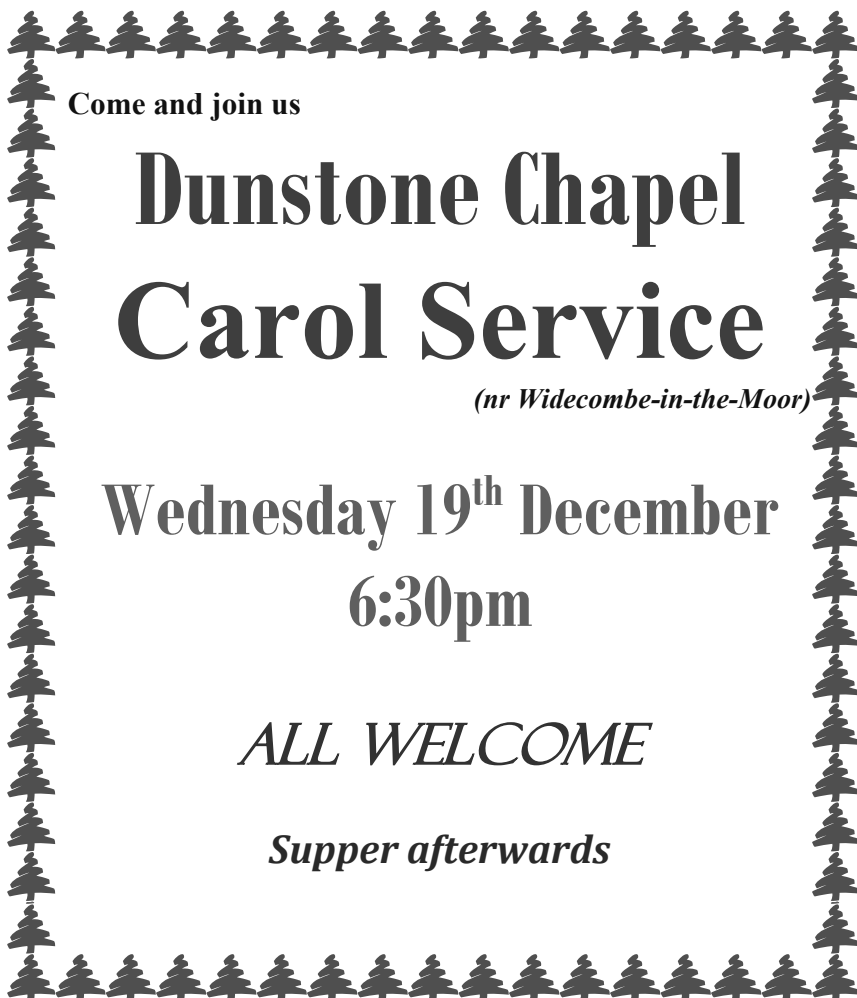 Come and join us
Dunstone Chapel
Carol Service
(nr Widecombe-in-the-Moor)
Wednesday 19th December
6:30pm
ALL WELCOME
Supper afterwards